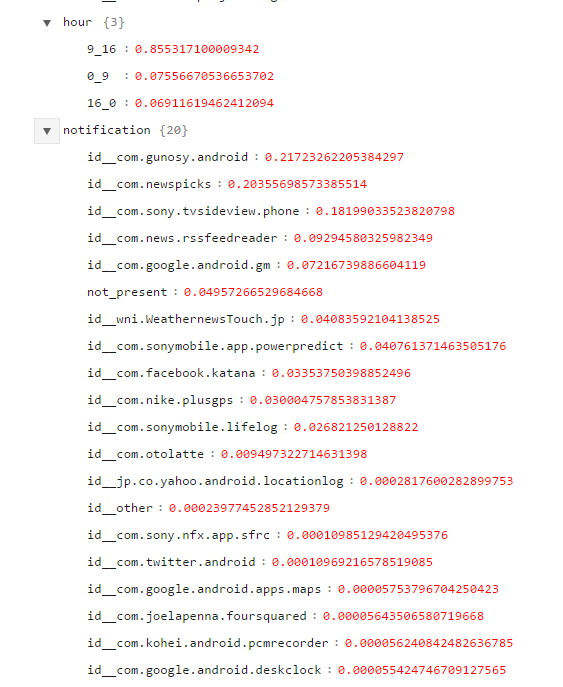 ▼ hour {3}
9_16 : 0.855317100009342
0_9 : 0.07556670536653702
16_0 : 0.06911619462412094
▼ notification {20}
id__com.gunosy.android : 0.21723262205384297
id__com.newspicks : 0.20355698573385514
id__com.sony.tvsideview.phone : 0.18199033523820798
id__com.news.rssfeedreader : 0.09294580325982349
id__com.google.android.gm : 0.07216739886604119
not_present : 0.04957266529684668
id__wni.WeathernewsTouch.jp : 0.04083592104138525
id__com.sonymobile.app.powerpredict : 0.040761371463505176
id__com.facebook.katana : 0.03353750398852496
id__com.nike.plusgps : 0.030004757853831387
id__com.sonymobile.lifelog : 0.026821250128822
id__com.otolatte : 0.009497322714631398
id__jp.co.yahoo.android.locationlog : 0.0002817600282899753
id__other : 0.00023977452852129379
id__com.sony.nfx.app.sfrc : 0.00010985129420495376
id__com.twitter.android : 0.00010969216578519085
id__com.google.android.apps.maps : 0.00005753796704250423
id__com.joelapenna.foursquared : 0.00005643506580719668
id__com.kohei.android.pcmrecorder : 0.000056240842482636785
id__com.google.android.deskclock : 0.000055424746709127565